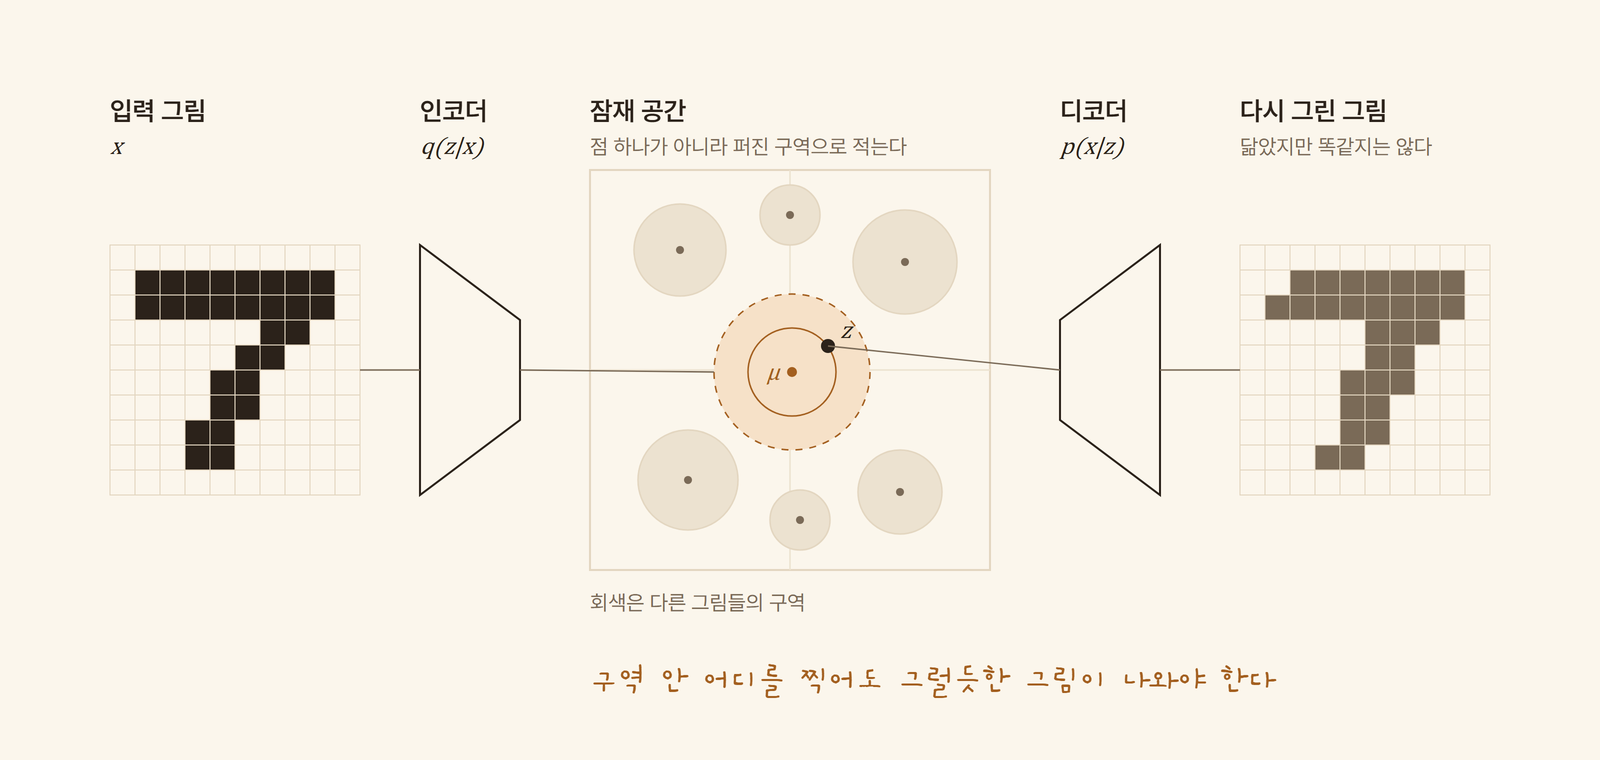 입력 그림
x
인코더
q(z|x)
잠재 공간
점 하나가 아니라 퍼진 구역으로 적는다
디코더
p(x|z)
다시 그린 그림
닮았지만 똑같지는 않다
z
μ
회색은 다른 그림들의 구역
구역 안 어디를 찍어도 그럴듯한 그림이 나와야 한다